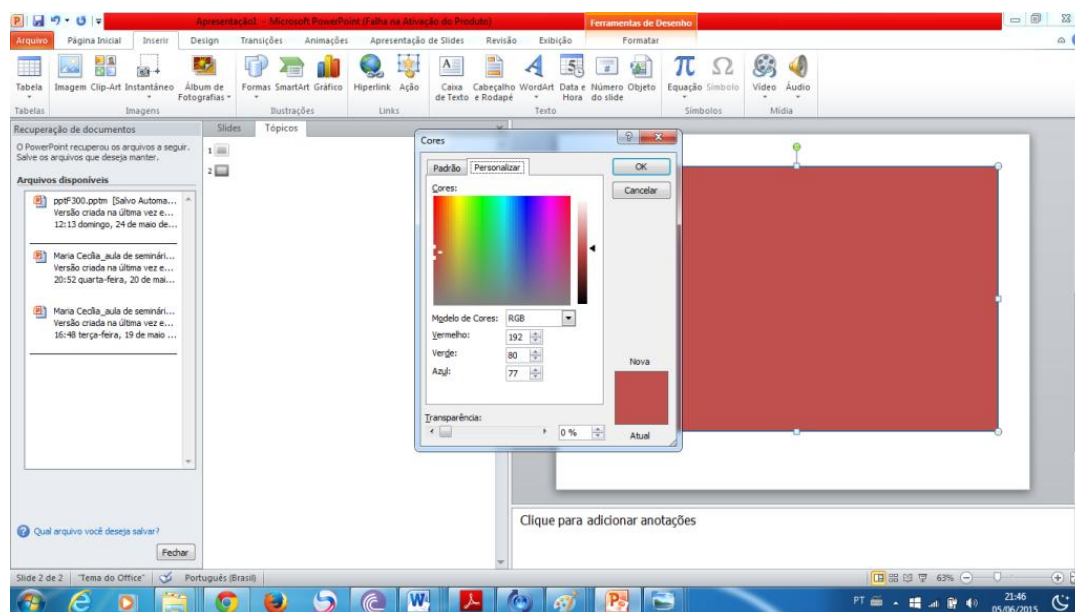 Apresentação1 - Microsoft PowerPoint (Falha na Ativação do Produto)
Ferramentas de Desenho
Arquivo Página Inicial Inserir Design Transições Animações Apresentação de Slides Revisão Exibição Formatar
Tabela Imagem Clip-Art Instantâneo Álbum de Fotografias Formas SmartArt Gráfico Hiperlink Ação Caixa de Texto Cabeçalho e Rodapé WordArt Data e Hora Número do slide Objeto Equação Símbolo Vídeo Áudio
Tabelas Imagens Ilustrações Links Texto Símbolos Mídia
Recuperação de documentos
O PowerPoint recuperou os arquivos a seguir.
Salve os arquivos que deseja manter.
Arquivos disponíveis
pptF300.pptm [Salvo Automa...
Versão criada na última vez e...
12:13 domingo, 24 de maio de...
Maria Cecília_aula de seminári...
Versão criada na última vez e...
20:52 quarta-feira, 20 de mai...
Maria Cecília_aula de seminári...
Versão criada na última vez e...
16:48 terça-feira, 19 de maio ...
Qual arquivo você deseja salvar?
Fechar
Slides Tópicos
1
2
Cores
Padrão Personalizar
OK
Cancelar
Cores:
Modelo de Cores: RGB
Vermelho: 192
Verde: 80
Azul: 77
Nova
Atual
Transparência:
0 %
Clique para adicionar anotações
Slide 2 de 2 "Tema do Office" Português (Brasil) 63%
PT 21:46
05/06/2015